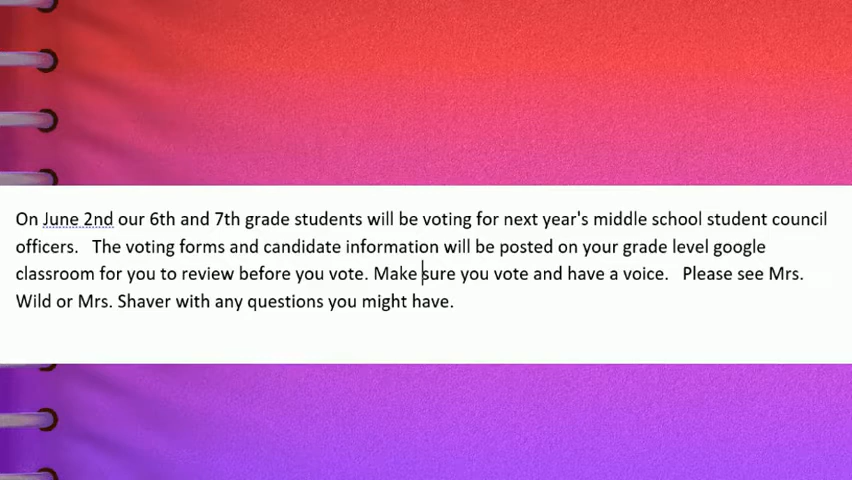 On June 2nd our 6th and 7th grade students will be voting for next year's middle school student council
officers.   The voting forms and candidate information will be posted on your grade level google
classroom for you to review before you vote. Make sure you vote and have a voice.   Please see Mrs.
Wild or Mrs. Shaver with any questions you might have.